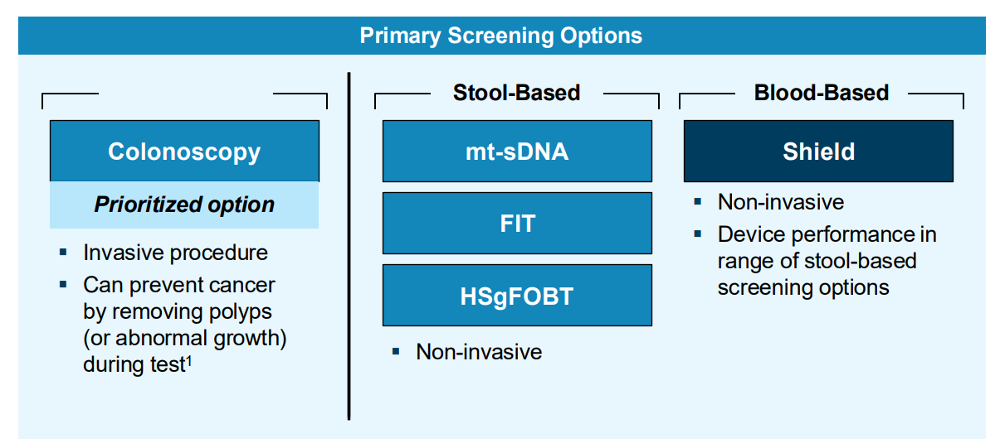 Primary Screening Options
Colonoscopy
Prioritized option
▪ Invasive procedure
▪ Can prevent cancer
by removing polyps
(or abnormal growth)
during test¹
Stool-Based
mt-sDNA
FIT
HSgFOBT
▪ Non-invasive
Blood-Based
Shield
▪ Non-invasive
▪ Device performance in
range of stool-based
screening options